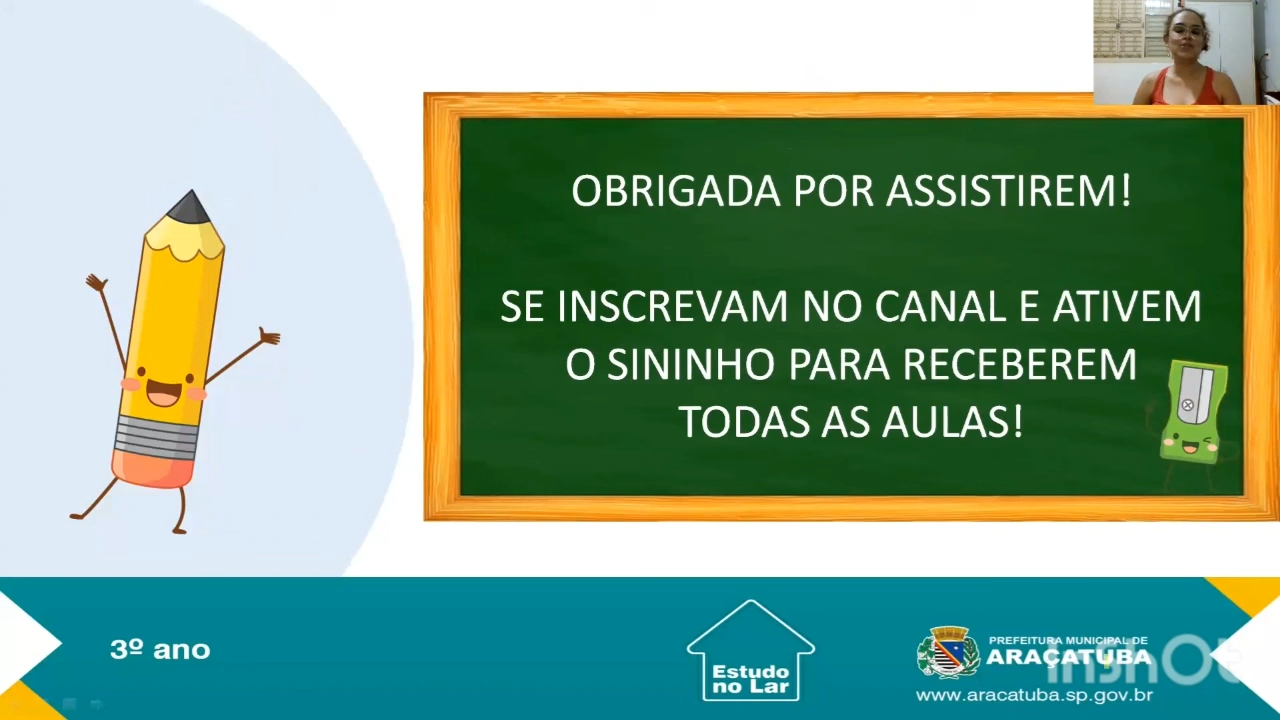 OBRIGADA POR ASSISTIREM!
SE INSCREVAM NO CANAL E ATIVEM
O SININHO PARA RECEBEREM
TODAS AS AULAS!
3º ano
Estudo
no Lar
PREFEITURA MUNICIPAL DE
ARAÇATUBA
www.aracatuba.sp.gov.br
InShOt